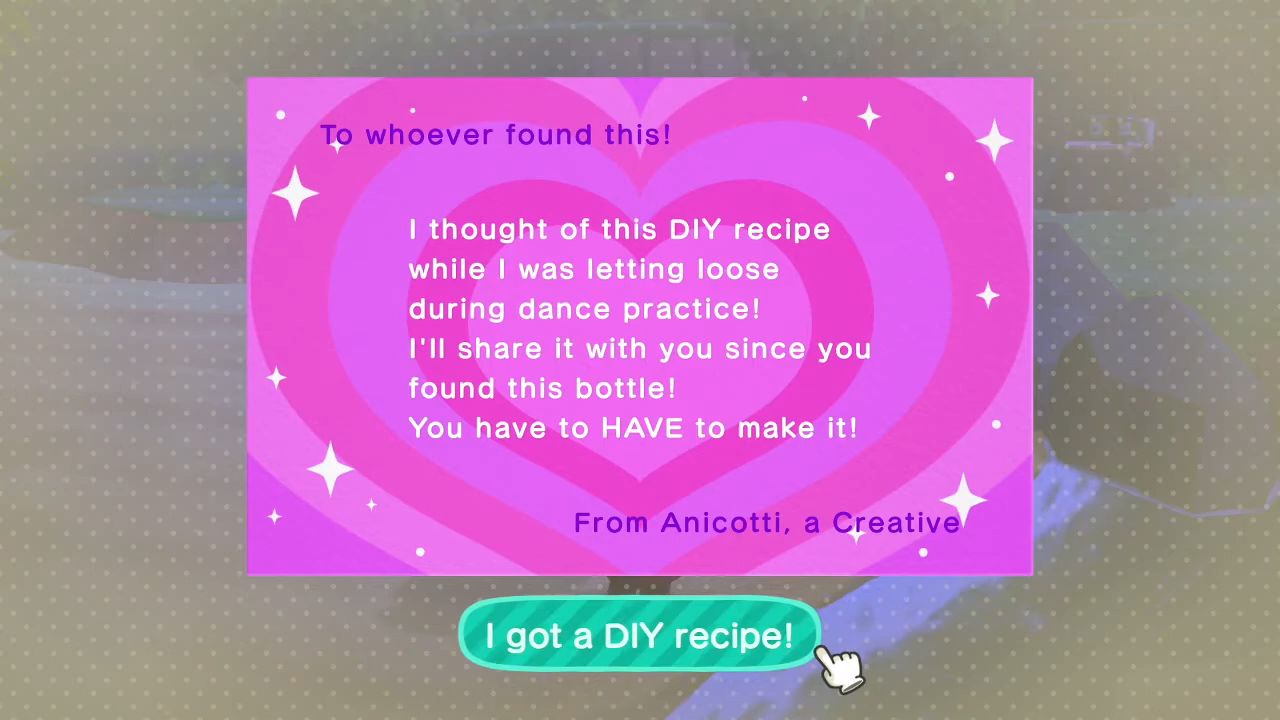 To whoever found this!
I thought of this DIY recipe
while I was letting loose
during dance practice!
I'll share it with you since you
found this bottle!
You have to HAVE to make it!
From Anicotti, a Creative
I got a DIY recipe!